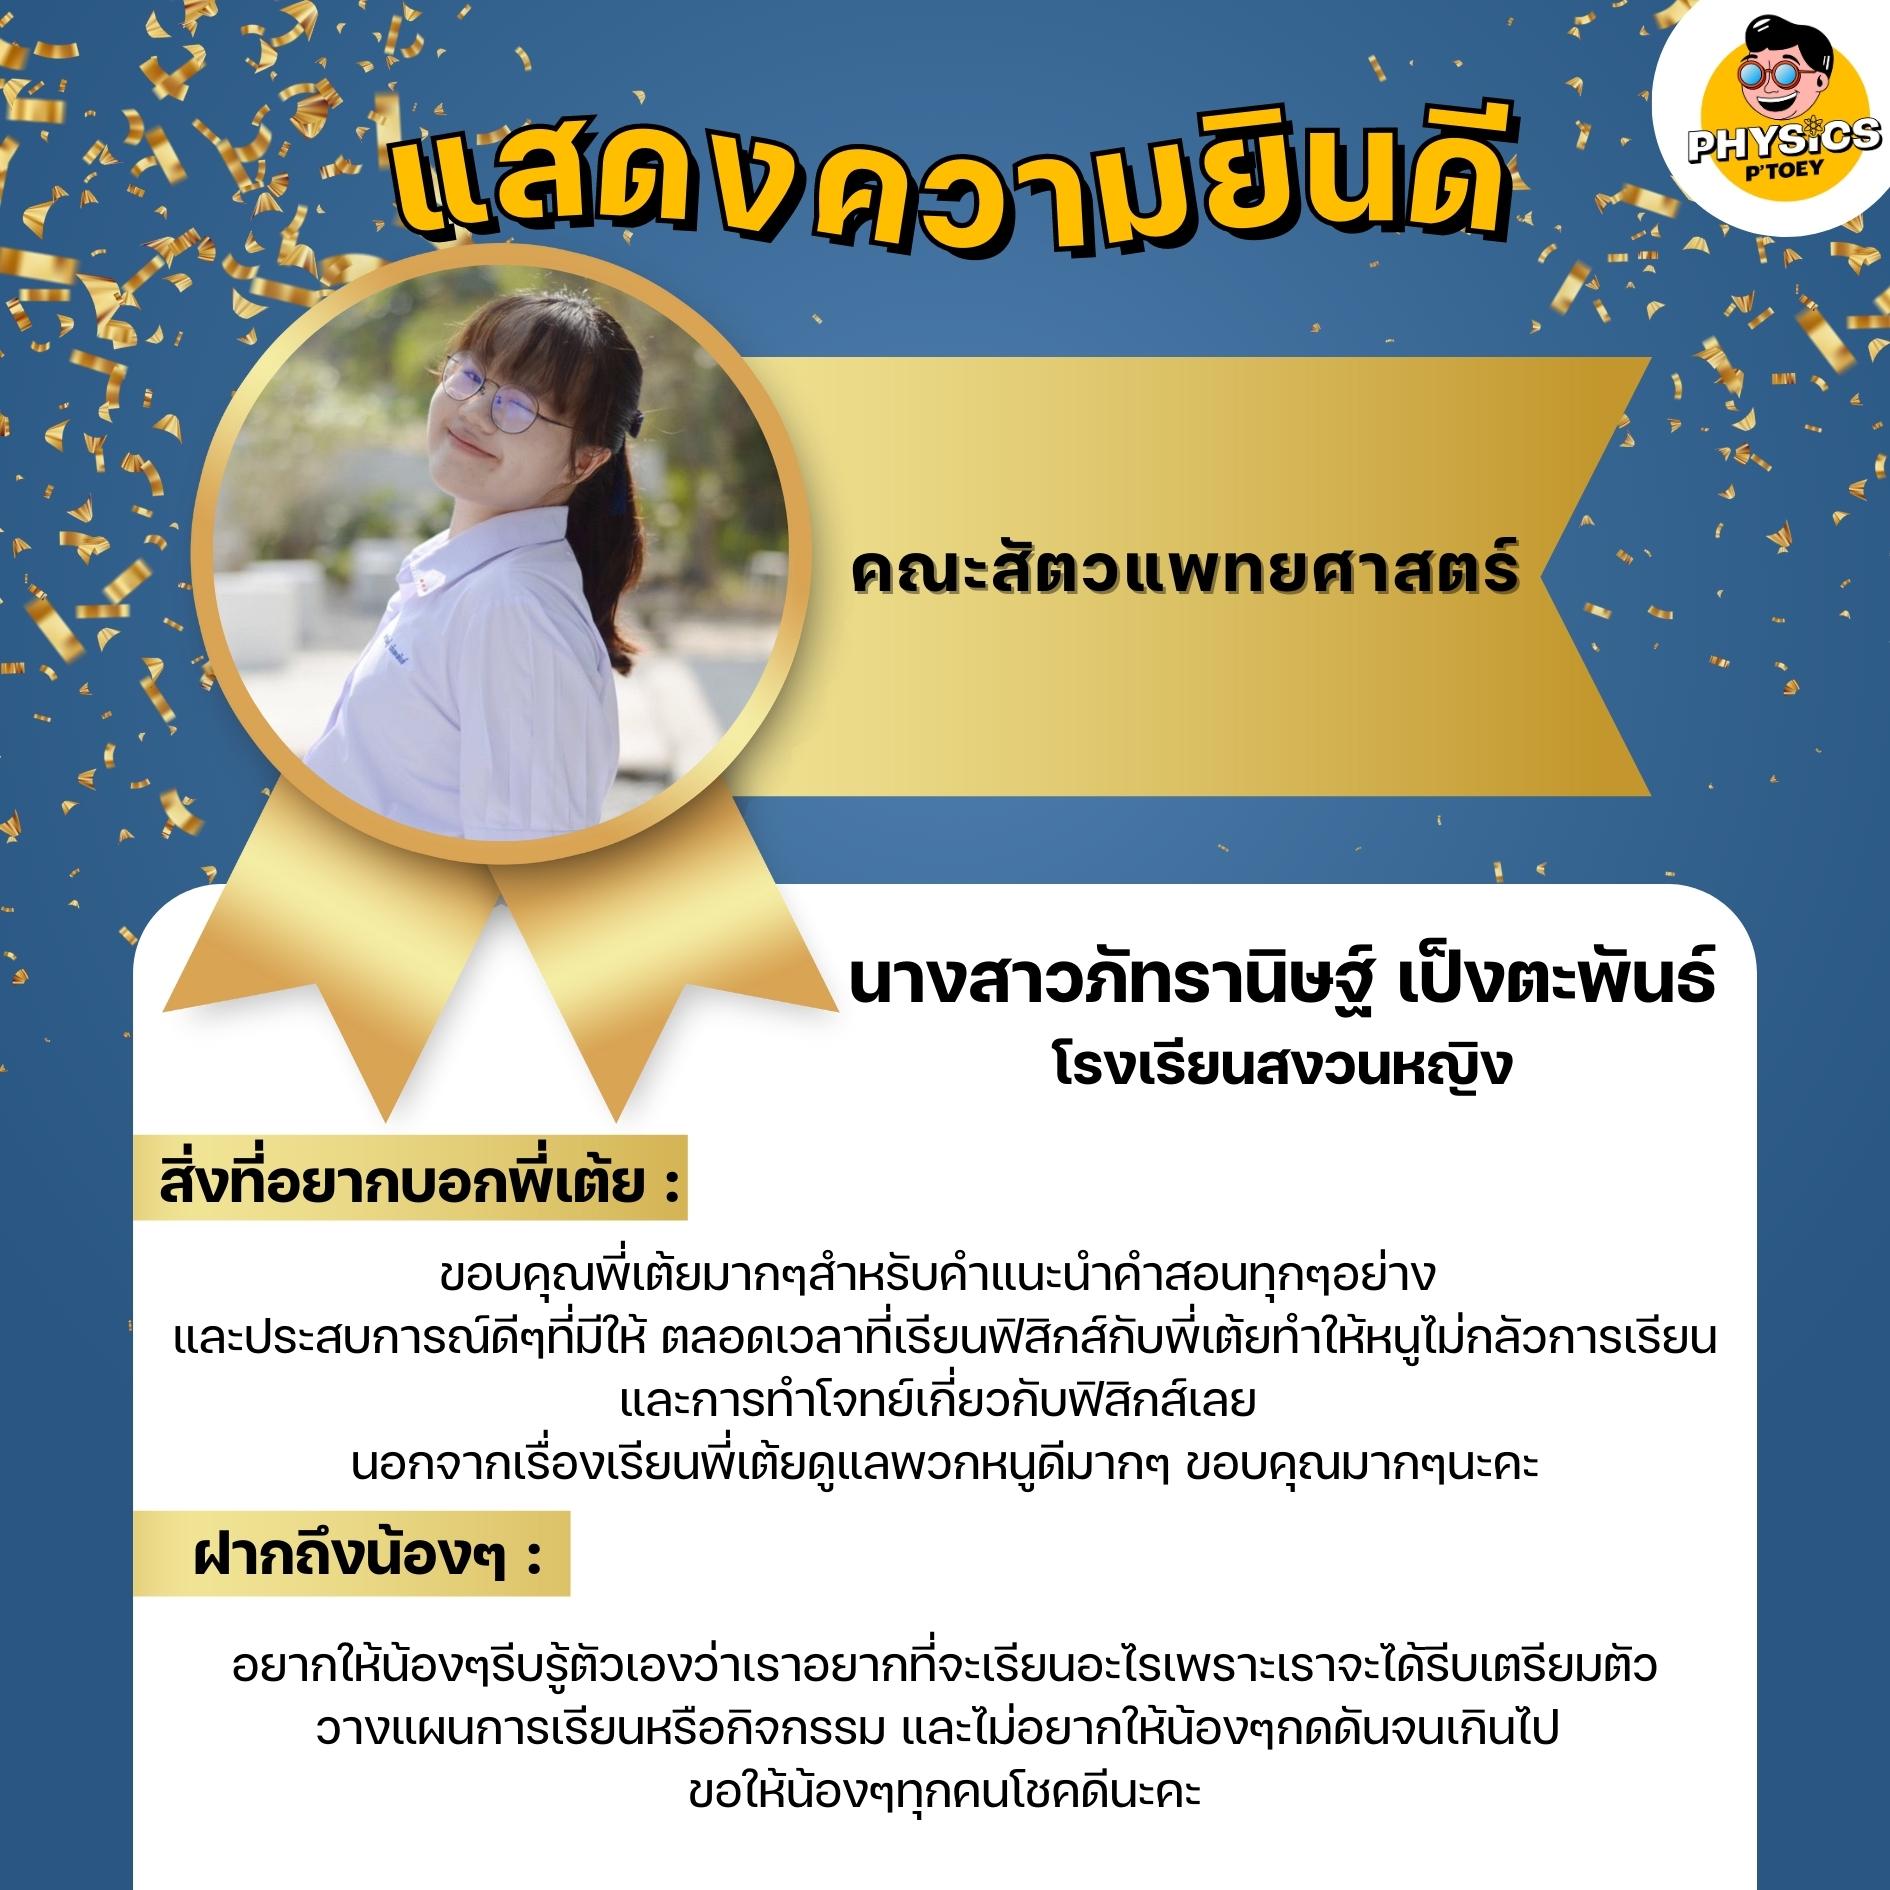 แสดงความยินดี
PHYSICS
P'TOEY
คณะสัตวแพทยศาสตร์
นางสาวภัทรานิษฐ์ เป็งตะพันธ์
โรงเรียนสงวนหญิง
สิ่งที่อยากบอกพี่เต้ย :
ขอบคุณพี่เต้ยมากๆสำหรับคำแนะนำคำสอนทุกๆอย่าง
และประสบการณ์ดีๆที่มีให้ ตลอดเวลาที่เรียนฟิสิกส์กับพี่เต้ยทำให้หนูไม่กลัวการเรียน
และการทำโจทย์เกี่ยวกับฟิสิกส์เลย
นอกจากเรื่องเรียนพี่เต้ยดูแลพวกหนูดีมากๆ ขอบคุณมากๆนะคะ
ฝากถึงน้องๆ :
อยากให้น้องๆรีบรู้ตัวเองว่าเราอยากที่จะเรียนอะไรเพราะเราจะได้รีบเตรียมตัว
วางแผนการเรียนหรือกิจกรรม และไม่อยากให้น้องๆกดดันจนเกินไป
ขอให้น้องๆทุกคนโชคดีนะคะ